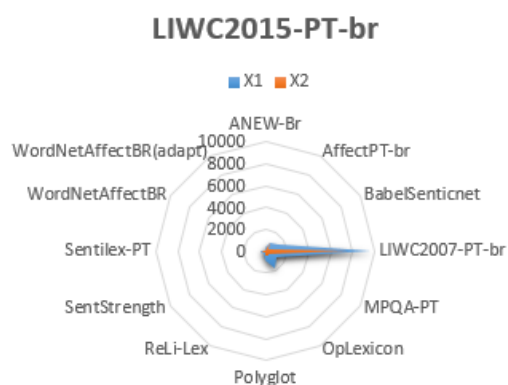 LIWC2015-PT-br
X1 X2
ANEW-Br
10000
WordNetAffectBR(adapt) AffectPT-br
8000
6000
WordNetAffectBR BabelSenticnet
4000
2000
Sentilex-PT 0 LIWC2007-PT-br
SentStrength MPQA-PT
ReLi-Lex OpLexicon
Polyglot